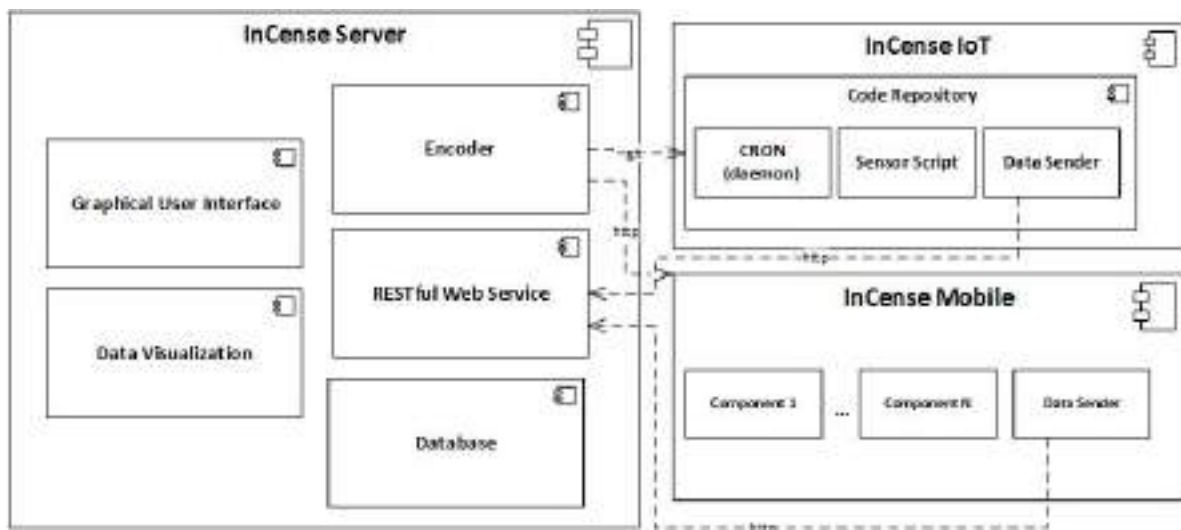 InCense Server
Encoder
Graphical User Interface
RESTful Web Service
Data Visualization
Database
InCense IoT
Code Repository
CRON
(daemon)
Sensor Script
Data Sender
http
http
InCense Mobile
Component 1
...
Component N
Data Sender
http